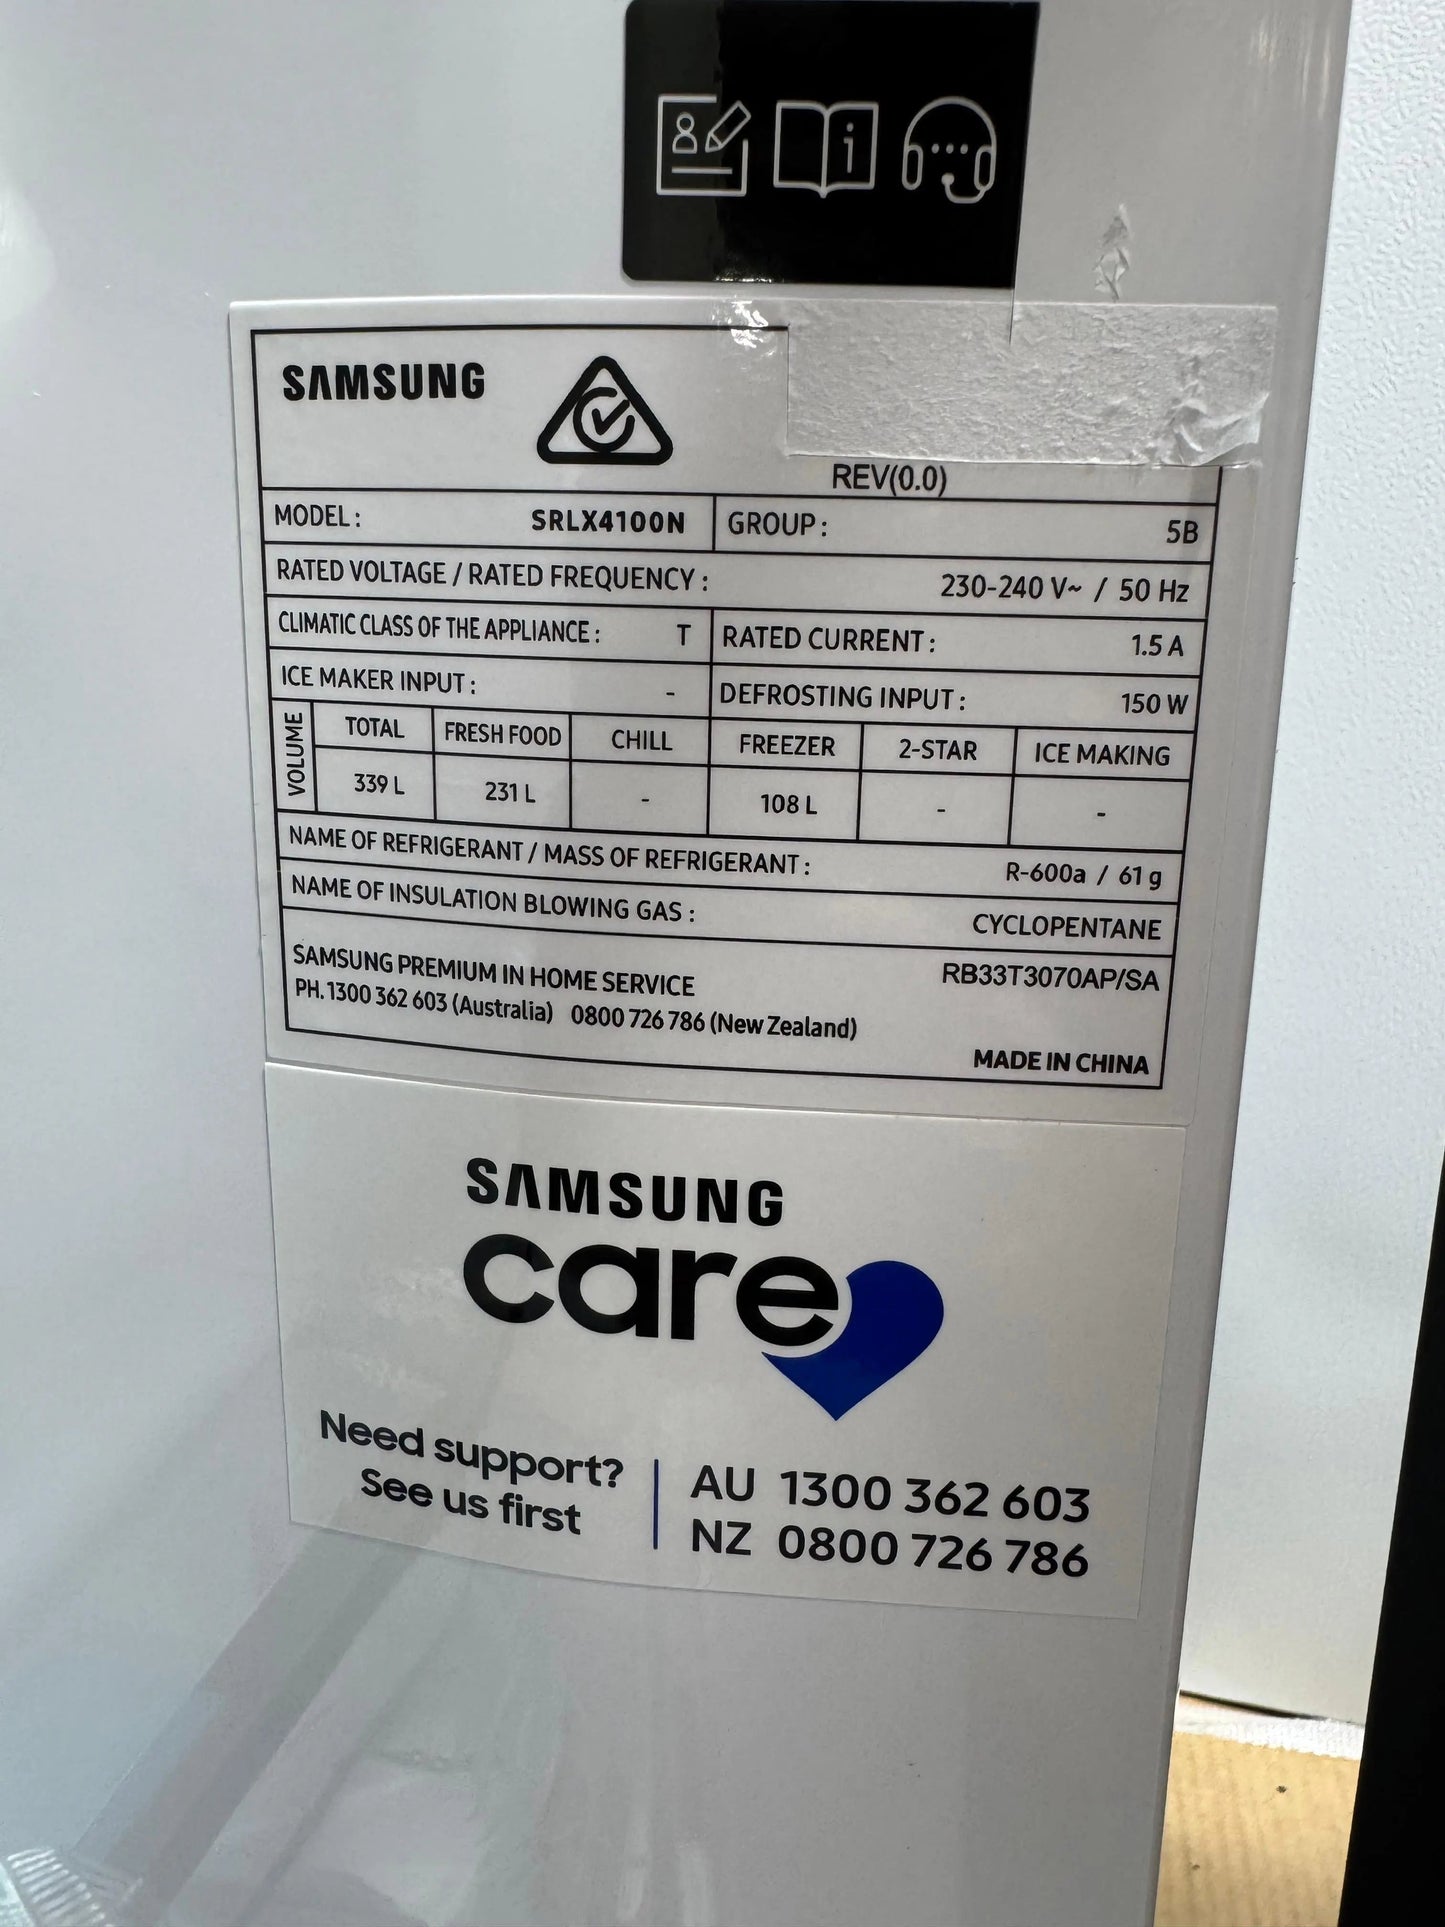 SAMSUNG
REV(0.0)
MODEL: SRLX4100N GROUP: 5B
RATED VOLTAGE / RATED FREQUENCY: 230-240 V~ / 50 Hz
CLIMATIC CLASS OF THE APPLIANCE: T RATED CURRENT: 1.5 A
ICE MAKER INPUT: - DEFROSTING INPUT: 150 W
VOLUME
TOTAL FRESH FOOD CHILL FREEZER 2-STAR ICE MAKING
339 L 231 L - 108 L - -
NAME OF REFRIGERANT / MASS OF REFRIGERANT: R-600a / 61 g
NAME OF INSULATION BLOWING GAS: CYCLOPENTANE
SAMSUNG PREMIUM IN HOME SERVICE RB33T3070AP/SA
PH. 1300 362 603 (Australia) 0800 726 786 (New Zealand)
MADE IN CHINA
SAMSUNG
care
Need support?
See us first
AU 1300 362 603
NZ 0800 726 786